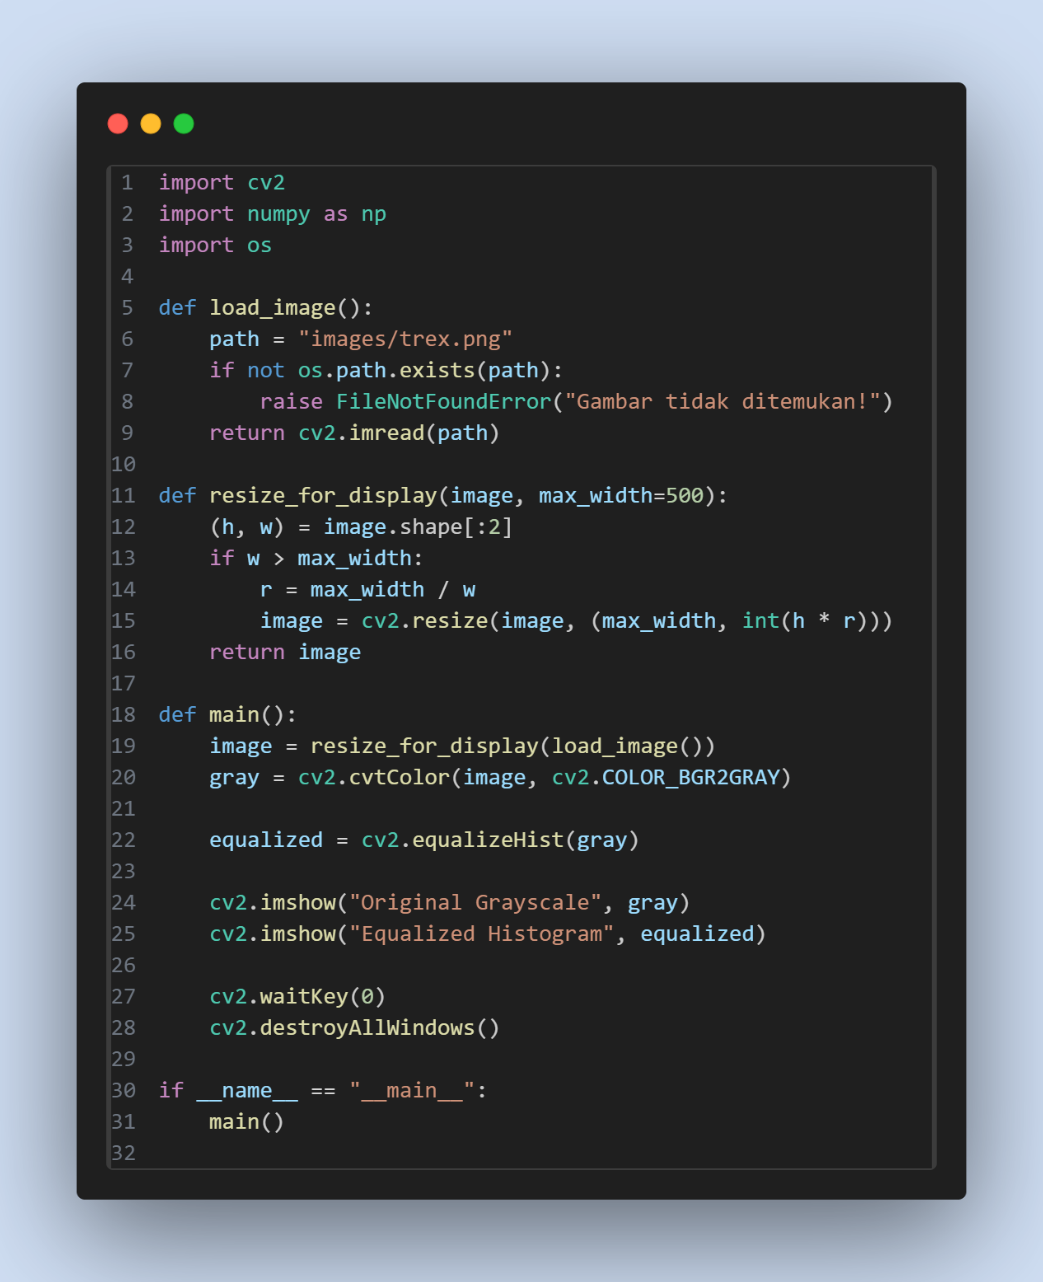 1 import cv2
2 import numpy as np
3 import os
4
5 def load_image():
6     path = "images/trex.png"
7     if not os.path.exists(path):
8         raise FileNotFoundError("Gambar tidak ditemukan!")
9     return cv2.imread(path)
10
11 def resize_for_display(image, max_width=500):
12     (h, w) = image.shape[:2]
13     if w > max_width:
14         r = max_width / w
15         image = cv2.resize(image, (max_width, int(h * r)))
16     return image
17
18 def main():
19     image = resize_for_display(load_image())
20     gray = cv2.cvtColor(image, cv2.COLOR_BGR2GRAY)
21
22     equalized = cv2.equalizeHist(gray)
23
24     cv2.imshow("Original Grayscale", gray)
25     cv2.imshow("Equalized Histogram", equalized)
26
27     cv2.waitKey(0)
28     cv2.destroyAllWindows()
29
30 if __name__ == "__main__":
31     main()
32